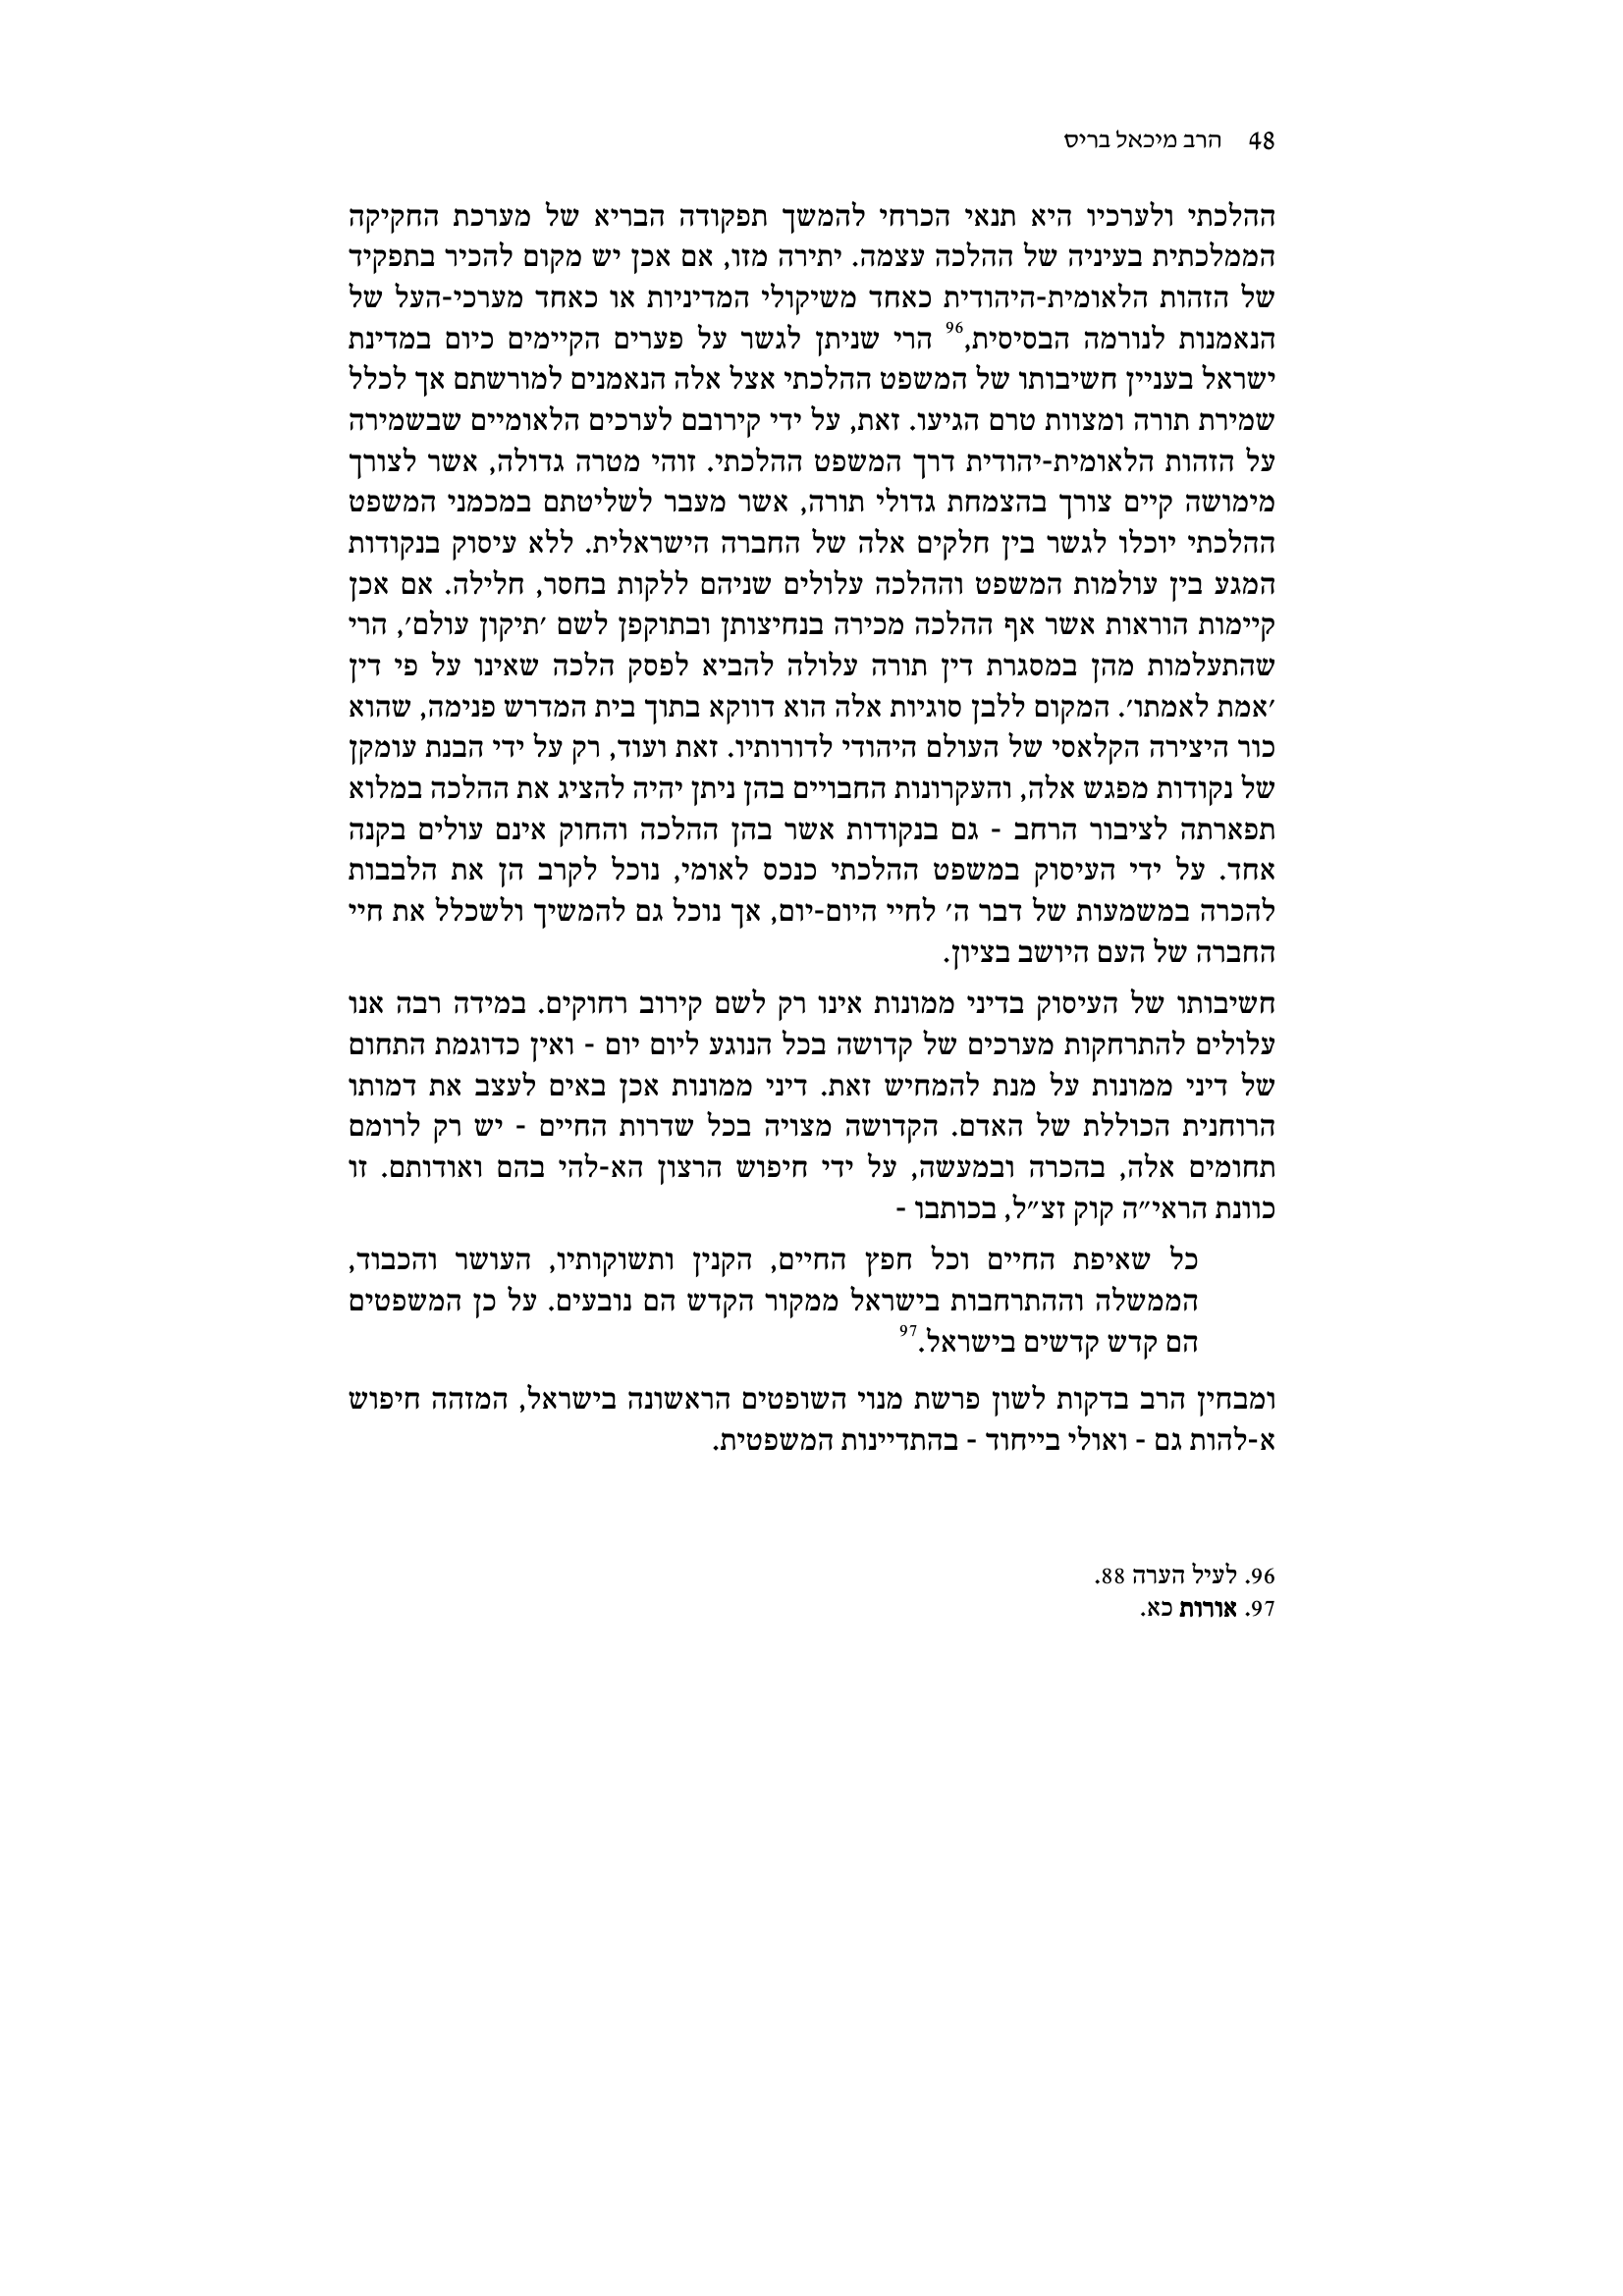 48 הרב מיכאל בריס
ההלכתי ולערכיו היא תנאי הכרחי להמשך תפקודה הבריא של מערכת החקיקה
הממלכתית בעיניה של ההלכה עצמה. יתירה מזו, אם אכן יש מקום להכיר בתפקיד
של הזהות הלאומית-היהודית כאחד משיקולי המדיניות או כאחד מערכי-העל של
הנאמנות לנורמה הבסיסית,96 הרי שניתן לגשר על פערים הקיימים כיום במדינת
ישראל בעניין חשיבותו של המשפט ההלכתי אצל אלה הנאמנים למורשתם אך לכלל
שמירת תורה ומצוות טרם הגיעו. זאת, על ידי קירובם לערכים הלאומיים שבשמירה
על הזהות הלאומית-יהודית דרך המשפט ההלכתי. זוהי מטרה גדולה, אשר לצורך
מימושה קיים צורך בהצמחת גדולי תורה, אשר מעבר לשליטתם במכמני המשפט
ההלכתי יוכלו לגשר בין חלקים אלה של החברה הישראלית. ללא עיסוק בנקודות
המגע בין עולמות המשפט וההלכה עלולים שניהם ללקות בחסר, חלילה. אם אכן
קיימות הוראות אשר אף ההלכה מכירה בנחיצותן ובתוקפן לשם ׳תיקון עולם׳, הרי
שהתעלמות מהן במסגרת דין תורה עלולה להביא לפסק הלכה שאינו על פי דין
׳אמת לאמתו׳. המקום ללבן סוגיות אלה הוא דווקא בתוך בית המדרש פנימה, שהוא
כור היצירה הקלאסי של העולם היהודי לדורותיו. זאת ועוד, רק על ידי הבנת עומקן
של נקודות מפגש אלה, והעקרונות החבויים בהן ניתן יהיה להציג את ההלכה במלוא
תפארתה לציבור הרחב - גם בנקודות אשר בהן ההלכה והחוק אינם עולים בקנה
אחד. על ידי העיסוק במשפט ההלכתי כנכס לאומי, נוכל לקרב הן את הלבבות
להכרה במשמעות של דבר ה׳ לחיי היום-יום, אך נוכל גם להמשיך ולשכלל את חיי
החברה של העם היושב בציון.
חשיבותו של העיסוק בדיני ממונות אינו רק לשם קירוב רחוקים. במידה רבה אנו
עלולים להתרחקות מערכים של קדושה בכל הנוגע ליום יום - ואין כדוגמת התחום
של דיני ממונות על מנת להמחיש זאת. דיני ממונות אכן באים לעצב את דמותו
הרוחנית הכוללת של האדם. הקדושה מצויה בכל שדרות החיים - יש רק לרומם
תחומים אלה, בהכרה ובמעשה, על ידי חיפוש הרצון הא-להי בהם ואודותם. זו
כוונת הראי״ה קוק זצ״ל, בכותבו -
כל שאיפת החיים וכל חפץ החיים, הקנין ותשוקותיו, העושר והכבוד,
הממשלה וההתרחבות בישראל ממקור הקדש הם נובעים. על כן המשפטים
הם קדש קדשים בישראל.97
ומבחין הרב בדקות לשון פרשת מנוי השופטים הראשונה בישראל, המזהה חיפוש
א-להות גם - ואולי בייחוד - בהתדיינות המשפטית.
96. לעיל הערה 88.
97. אורות כא.